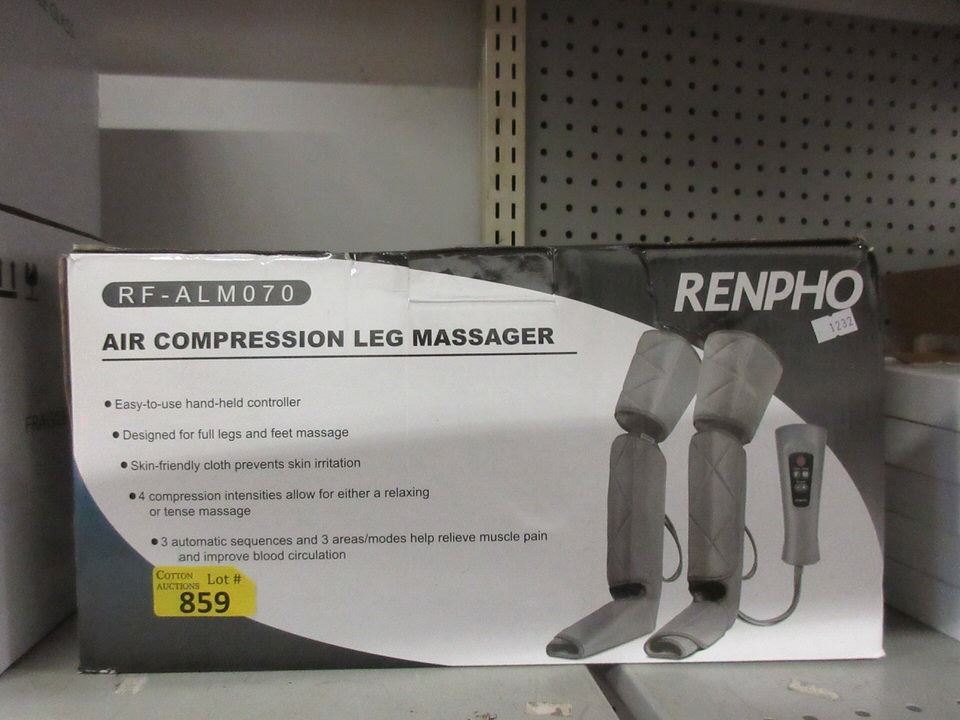 RF-ALM070
RENPHO
1232
AIR COMPRESSION LEG MASSAGER
• Easy-to-use hand-held controller
• Designed for full legs and feet massage
• Skin-friendly cloth prevents skin irritation
• 4 compression intensities allow for either a relaxing
or tense massage
• 3 automatic sequences and 3 areas/modes help relieve muscle pain
and improve blood circulation
COTTON
AUCTIONS
Lot #
859